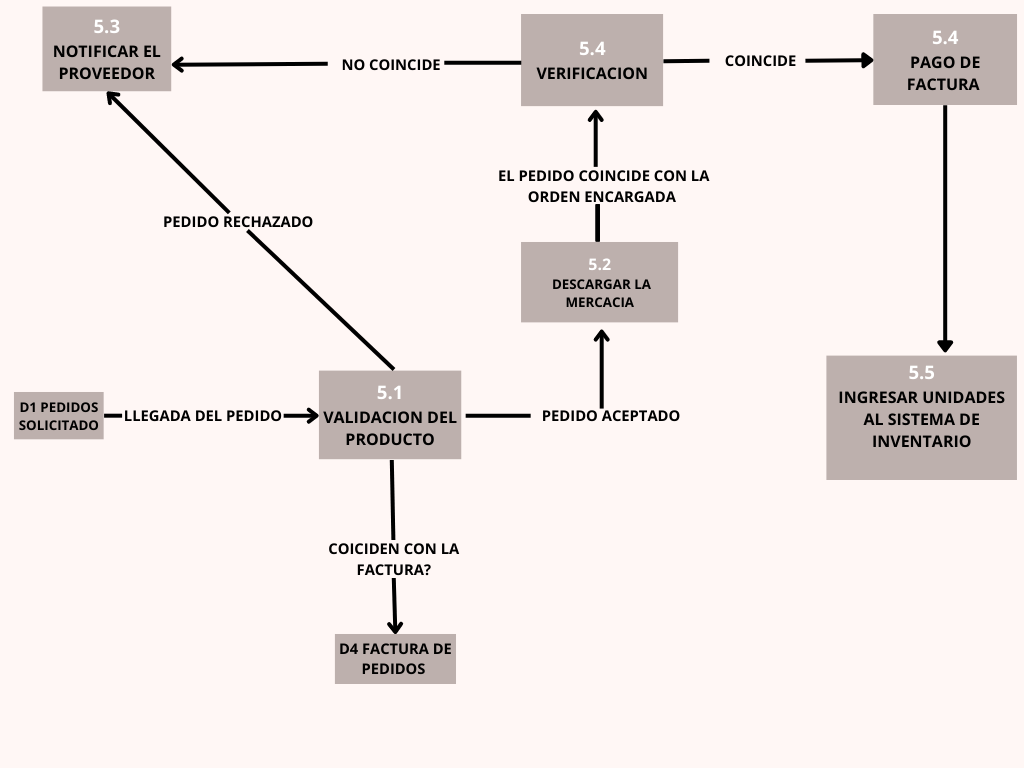 5.3
NOTIFICAR EL
PROVEEDOR
NO COINCIDE
5.4
VERIFICACION
COINCIDE
5.4
PAGO DE
FACTURA
EL PEDIDO COINCIDE CON LA
ORDEN ENCARGADA
PEDIDO RECHAZADO
5.2
DESCARGAR LA
MERCACIA
5.5
INGRESAR UNIDADES
AL SISTEMA DE
INVENTARIO
D1 PEDIDOS
SOLICITADO
LLEGADA DEL PEDIDO
5.1
VALIDACION DEL
PRODUCTO
PEDIDO ACEPTADO
COICIDEN CON LA
FACTURA?
D4 FACTURA DE
PEDIDOS